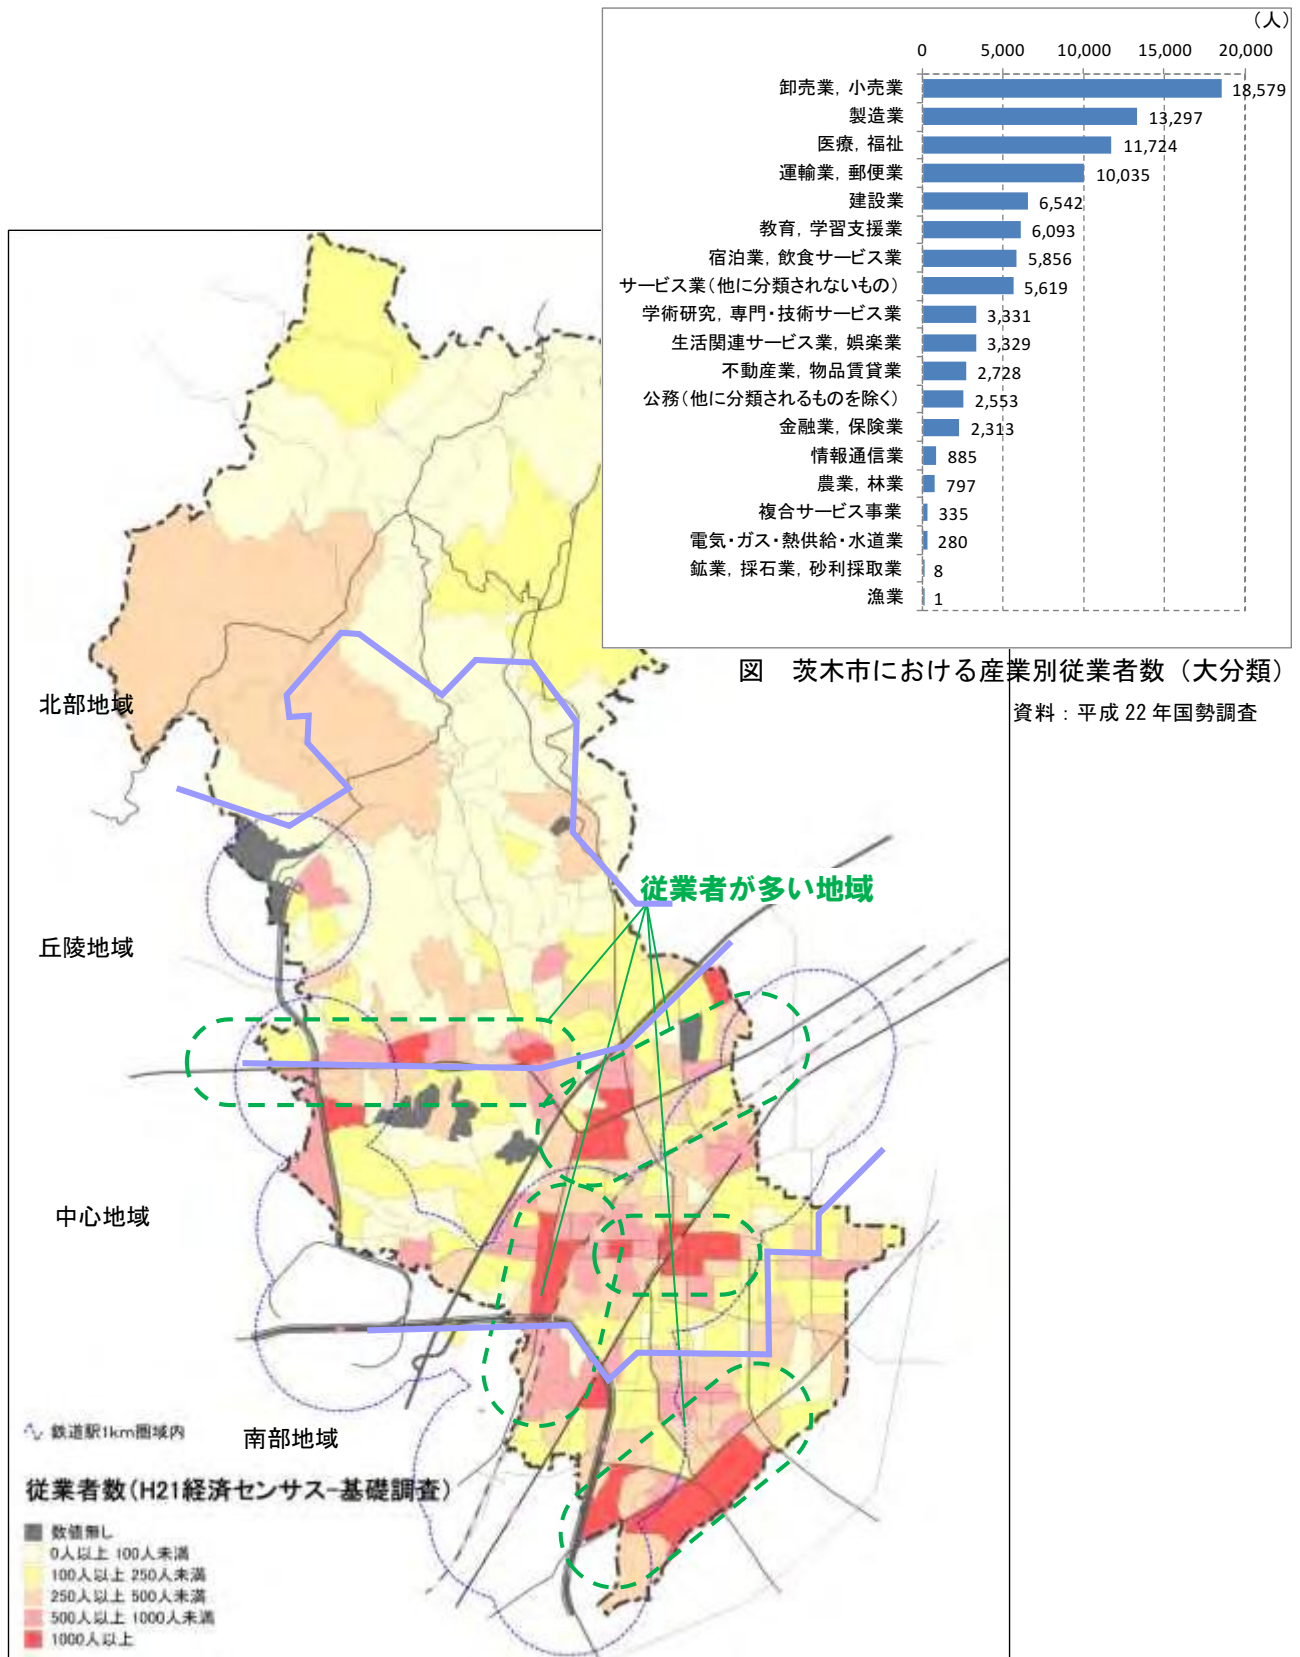 （人）
0 5,000 10,000 15,000 20,000
卸売業，小売業 18,579
製造業 13,297
医療，福祉 11,724
運輸業，郵便業 10,035
建設業 6,542
教育，学習支援業 6,093
宿泊業，飲食サービス業 5,856
サービス業（他に分類されないもの） 5,619
学術研究，専門・技術サービス業 3,331
生活関連サービス業，娯楽業 3,329
不動産業，物品賃貸業 2,728
公務（他に分類されるものを除く） 2,553
金融業，保険業 2,313
情報通信業 885
農業，林業 797
複合サービス事業 335
電気・ガス・熱供給・水道業 280
鉱業，採石業，砂利採取業 8
漁業 1
図　茨木市における産業別従業者数（大分類）
資料：平成 22 年国勢調査
北部地域
従業者が多い地域
丘陵地域
中心地域
南部地域
鉄道駅1km圏域内
従業者数（H21経済センサス-基礎調査）
数値無し
0人以上 100人未満
100人以上 250人未満
250人以上 500人未満
500人以上 1000人未満
1000人以上